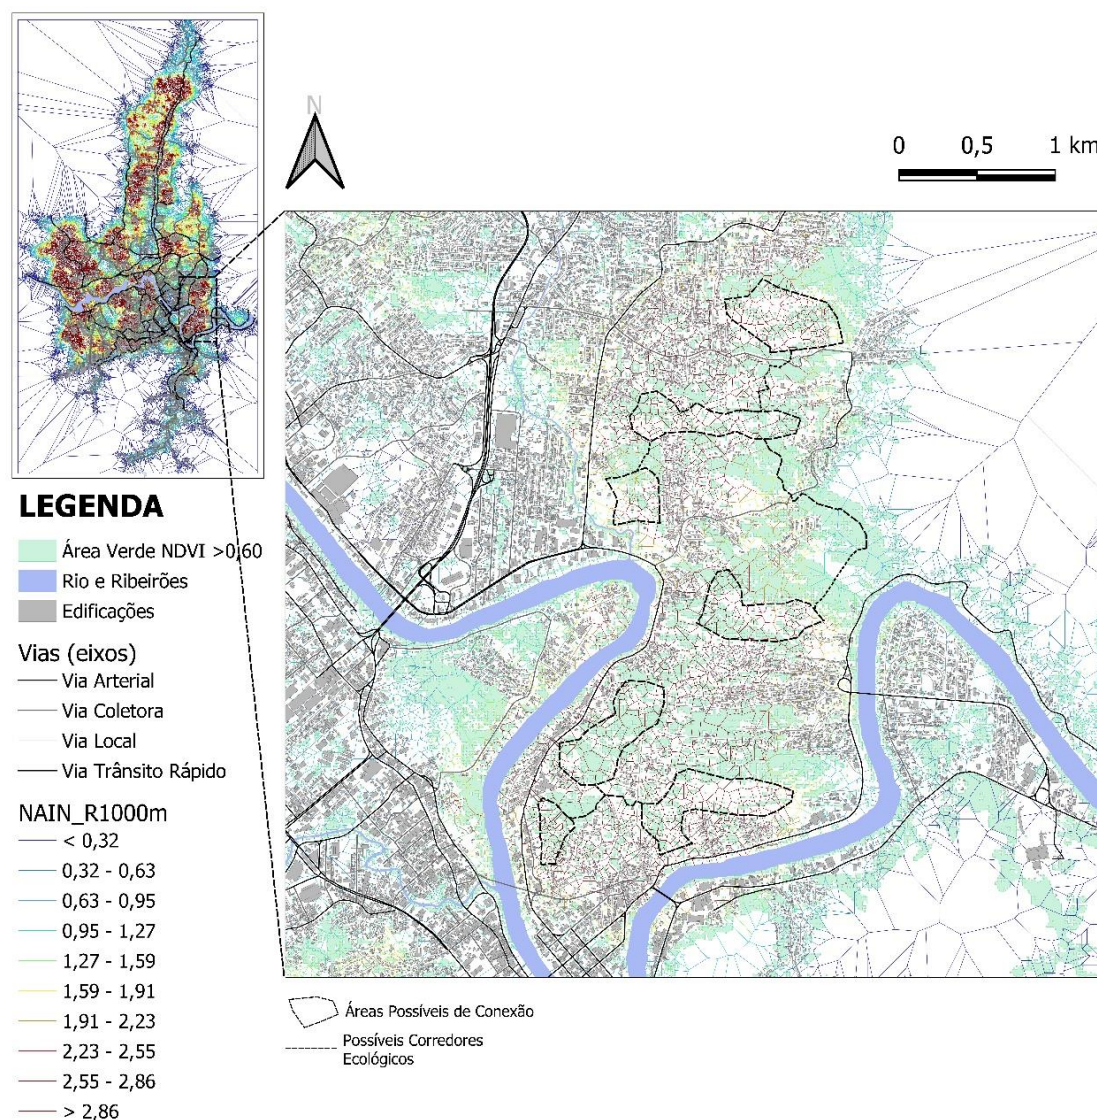 N
0 0,5 1 km
LEGENDA
Área Verde NDVI >0,60
Rio e Ribeirões
Edificações
Vias (eixos)
Via Arterial
Via Coletora
Via Local
Via Trânsito Rápido
NAIN_R1000m
< 0,32
0,32 - 0,63
0,63 - 0,95
0,95 - 1,27
1,27 - 1,59
1,59 - 1,91
1,91 - 2,23
2,23 - 2,55
2,55 - 2,86
> 2,86
Áreas Possíveis de Conexão
Possíveis Corredores
Ecológicos